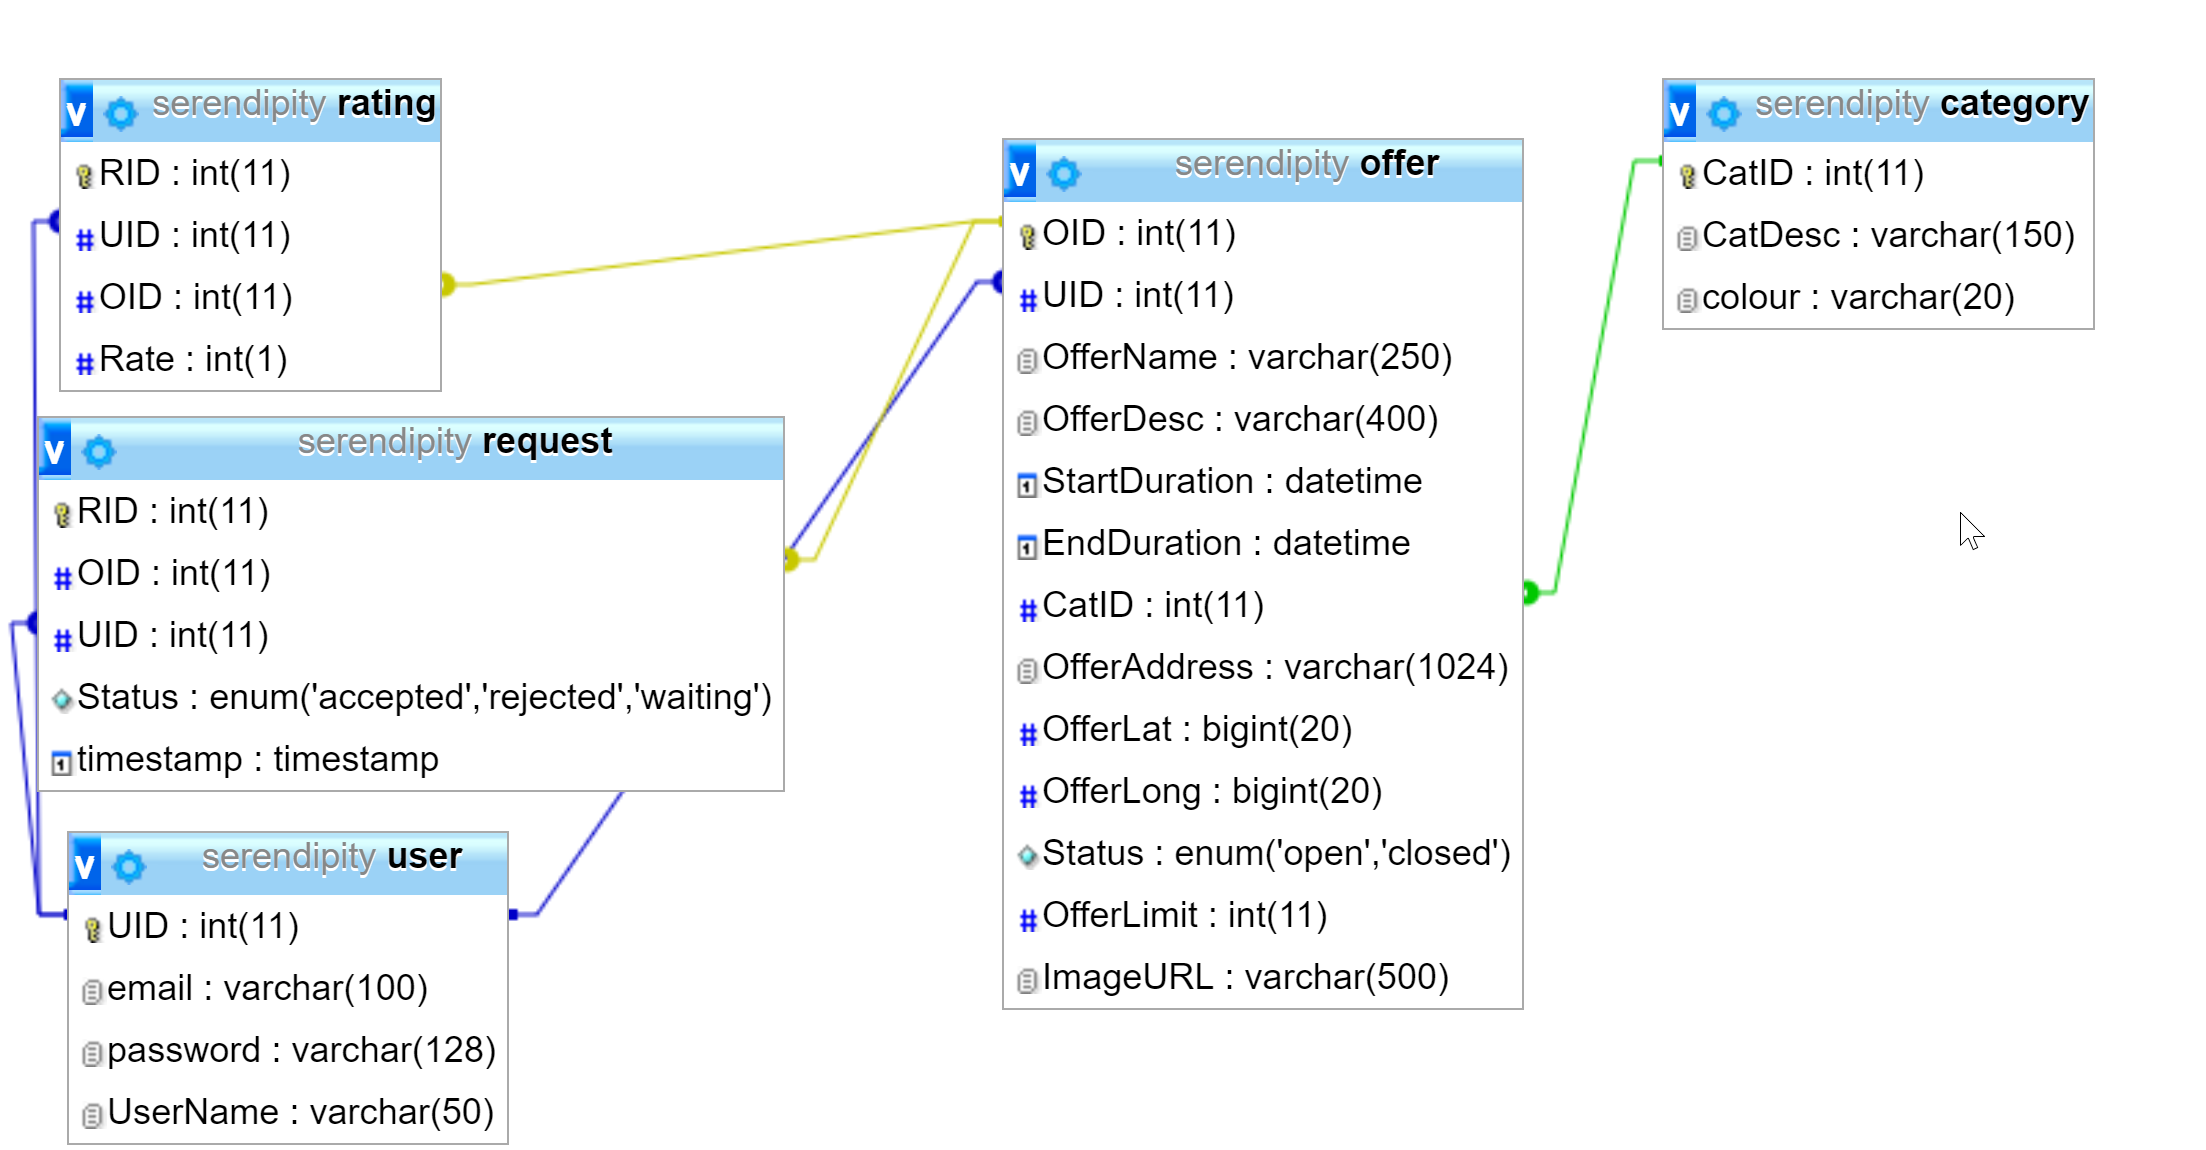 v serendipity rating
RID : int(11)
UID : int(11)
OID : int(11)
Rate : int(1)
v serendipity request
RID : int(11)
OID : int(11)
UID : int(11)
Status : enum('accepted','rejected','waiting')
timestamp : timestamp
v serendipity user
UID : int(11)
email : varchar(100)
password : varchar(128)
UserName : varchar(50)
v serendipity offer
OID : int(11)
UID : int(11)
OfferName : varchar(250)
OfferDesc : varchar(400)
StartDuration : datetime
EndDuration : datetime
CatID : int(11)
OfferAddress : varchar(1024)
OfferLat : bigint(20)
OfferLong : bigint(20)
Status : enum('open','closed')
OfferLimit : int(11)
ImageURL : varchar(500)
v serendipity category
CatID : int(11)
CatDesc : varchar(150)
colour : varchar(20)